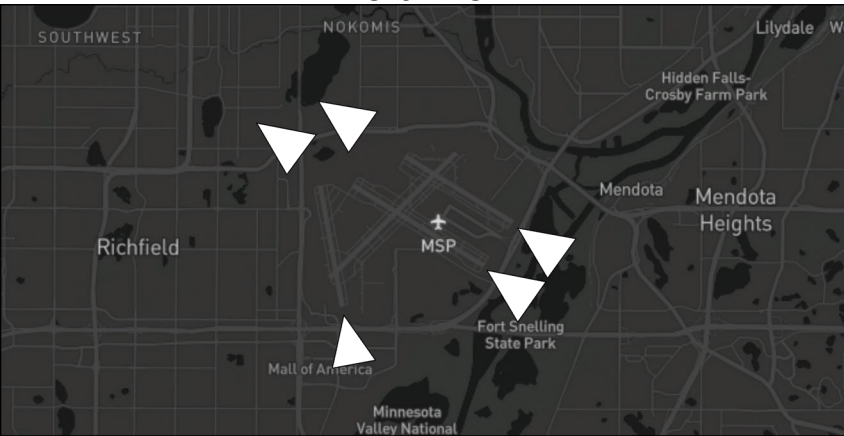 NOKOMIS
Lilydale
SOUTHWEST
Hidden Falls-
Crosby Farm Park
Mendota
Mendota
Heights
Richfield
MSP
Fort Snelling
State Park
Mall of America
Minnesota
Valley National